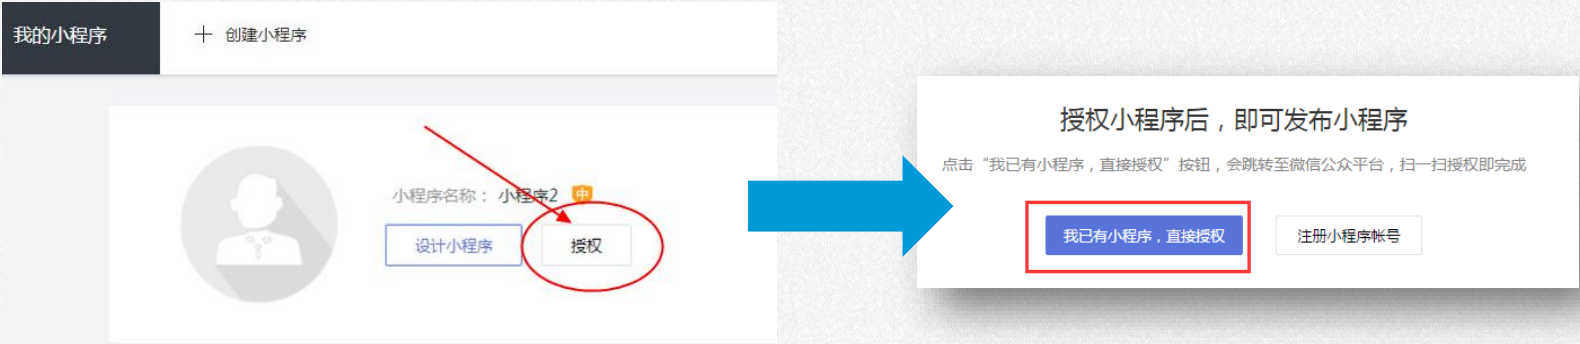 我的小程序
创建小程序
小程序名称： 小程序2 中
设计小程序
授权
授权小程序后，即可发布小程序
点击“我已有小程序，直接授权”按钮，会跳转至微信公众平台，扫一扫授权即完成
我已有小程序，直接授权
注册小程序帐号